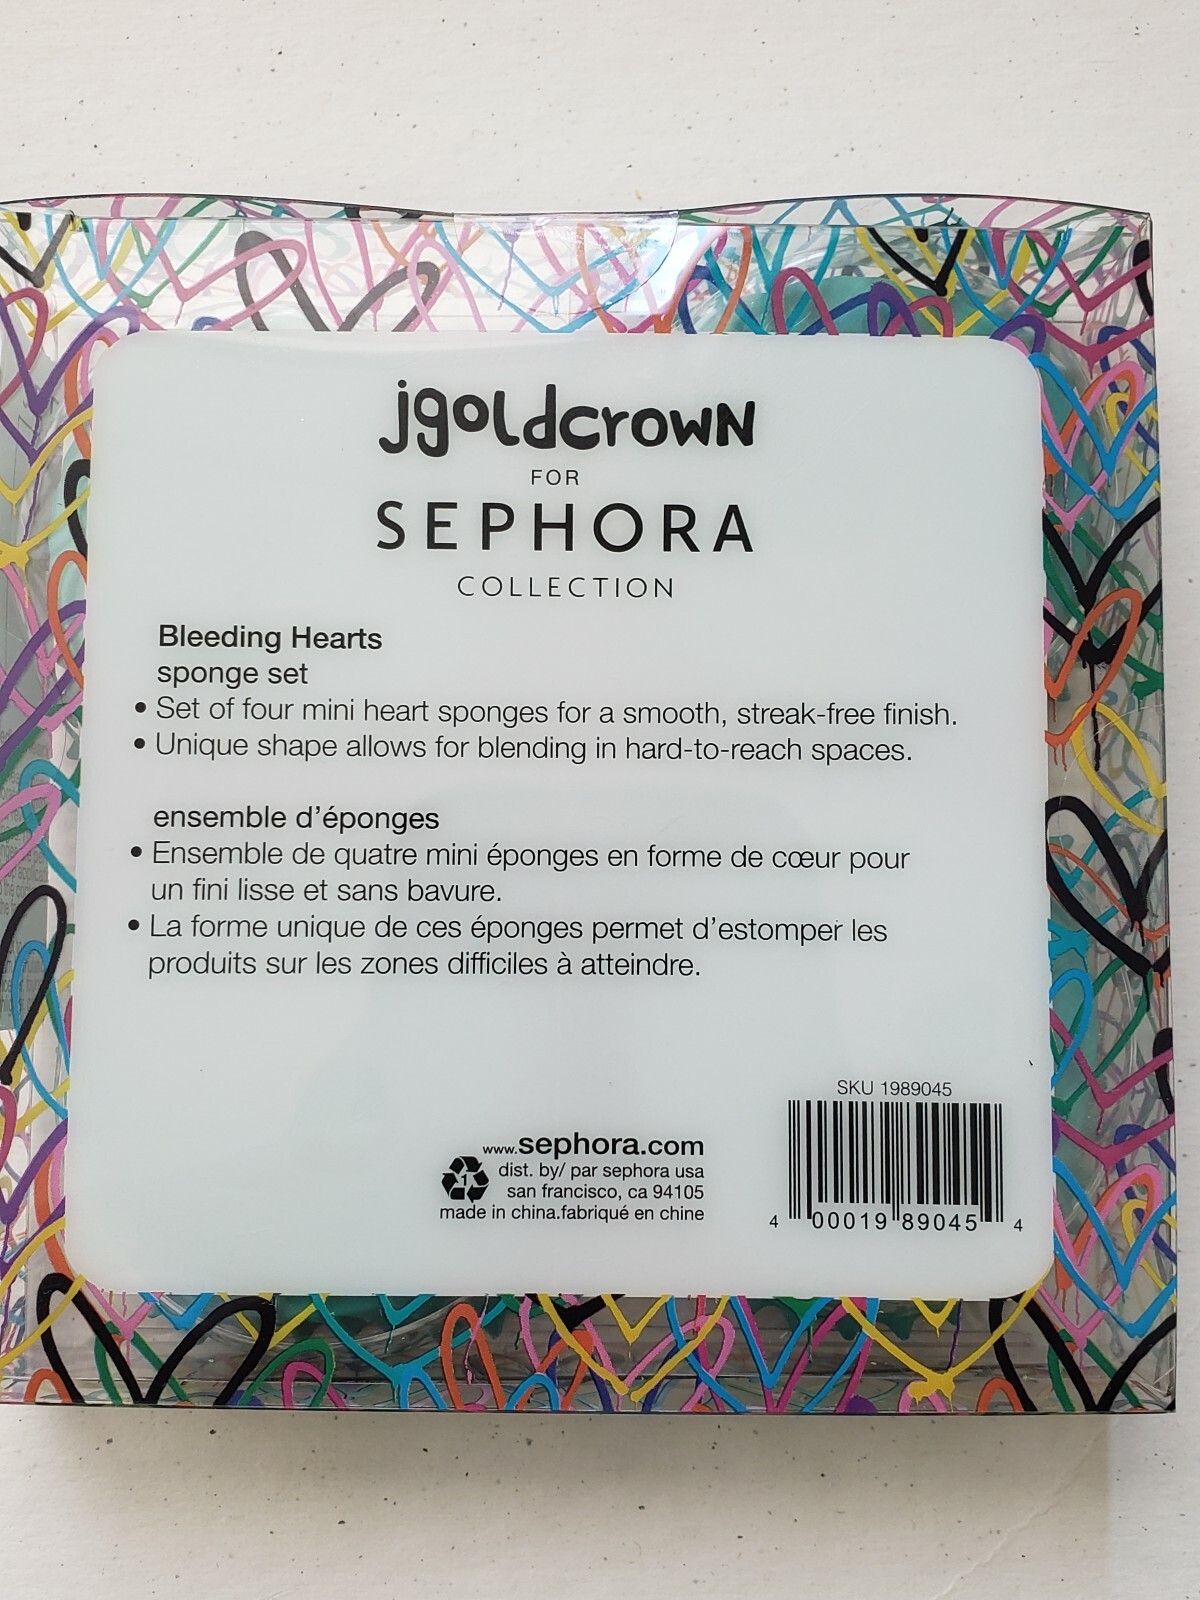 jgoldcrown
FOR
SEPHORA
COLLECTION
Bleeding Hearts
sponge set
• Set of four mini heart sponges for a smooth, streak-free finish.
• Unique shape allows for blending in hard-to-reach spaces.
ensemble d’éponges
• Ensemble de quatre mini éponges en forme de cœur pour
un fini lisse et sans bavure.
• La forme unique de ces éponges permet d’estomper les
produits sur les zones difficiles à atteindre.
SKU 1989045
www.sephora.com
1
dist. by/ par sephora usa
san francisco, ca 94105
made in china.fabriqué en chine
4 00019 89045 4